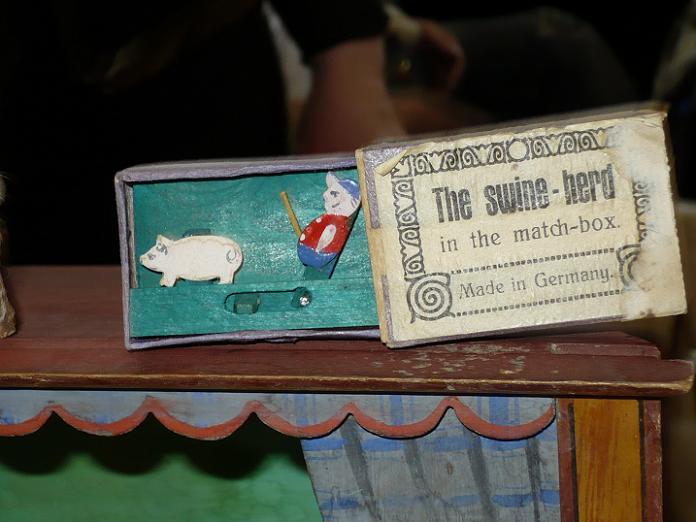 The swine-herd
in the match-box.
Made in Germany.